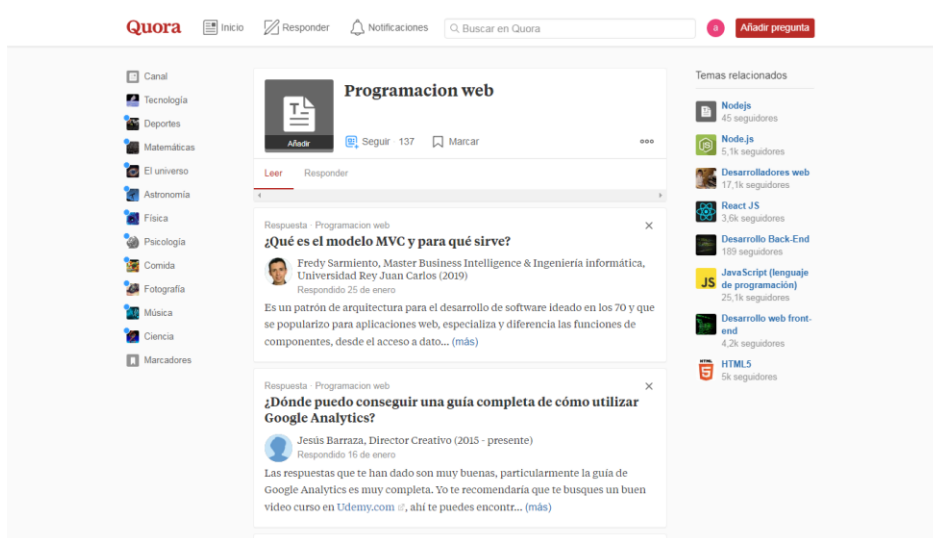 Quora
Inicio
Responder
Notificaciones
Buscar en Quora
a
Añadir pregunta
Canal
Tecnología
Deportes
Matemáticas
El universo
Astronomía
Física
Psicología
Comida
Fotografía
Música
Ciencia
Marcadores
Programacion web
Añadir
Seguir 137
Marcar
Leer
Responder
Respuesta · Programacion web
¿Qué es el modelo MVC y para qué sirve?
Fredy Sarmiento, Master Business Intelligence & Ingeniería informática,
Universidad Rey Juan Carlos (2019)
Respondido 25 de enero
Es un patrón de arquitectura para el desarrollo de software ideado en los 70 y que
se popularizo para aplicaciones web, especializa y diferencia las funciones de
componentes, desde el acceso a dato... (más)
Respuesta · Programacion web
¿Dónde puedo conseguir una guía completa de cómo utilizar
Google Analytics?
Jesús Barraza, Director Creativo (2015 - presente)
Respondido 16 de enero
Las respuestas que te han dado son muy buenas, particularmente la guía de
Google Analytics es muy completa. Yo te recomendaría que te busques un buen
video curso en Udemy.com, ahí te puedes encontr... (más)
Temas relacionados
Nodejs
45 seguidores
Node.js
5,1k seguidores
Desarrolladores web
17,1k seguidores
React JS
3,6k seguidores
Desarrollo Back-End
189 seguidores
JS
JavaScript (lenguaje
de programación)
25,1k seguidores
Desarrollo web front-
end
4,2k seguidores
HTML
5
HTML5
5k seguidores